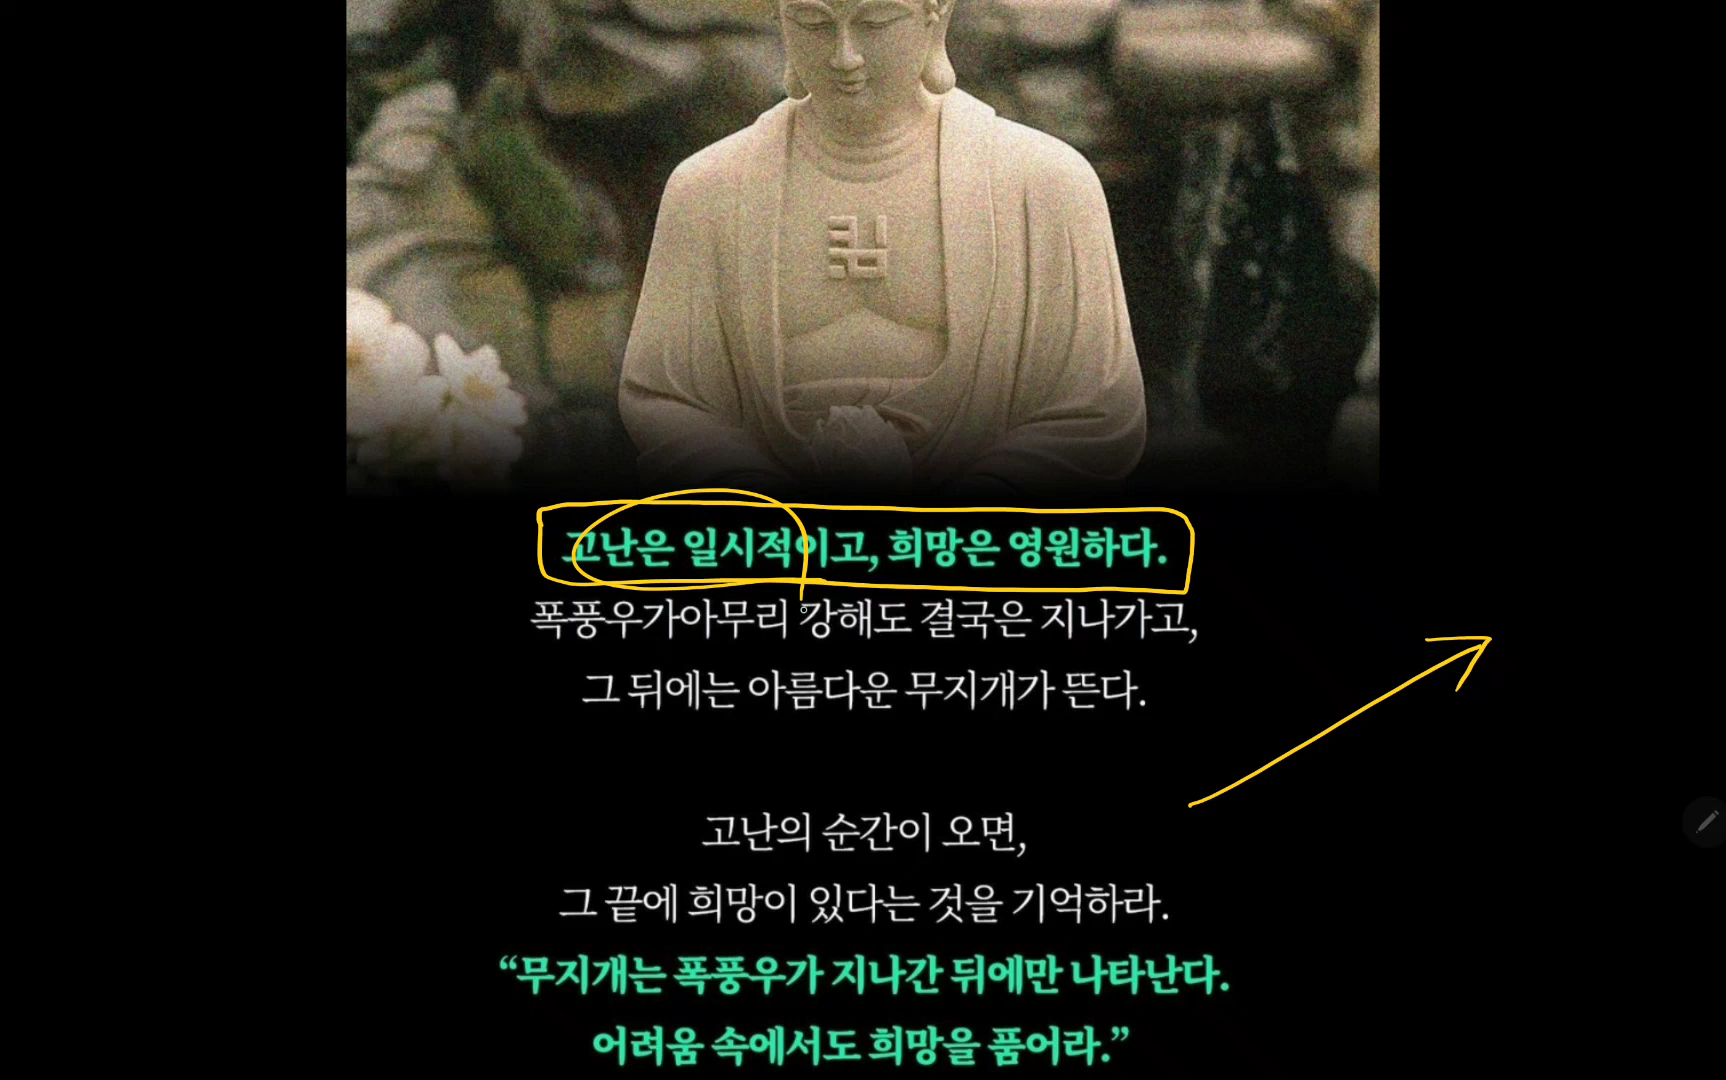 고난은 일시적이고, 희망은 영원하다.
폭풍우가아무리 강해도 결국은 지나가고,
그 뒤에는 아름다운 무지개가 뜬다.
고난의 순간이 오면,
그 끝에 희망이 있다는 것을 기억하라.
“무지개는 폭풍우가 지나간 뒤에만 나타난다.
어려움 속에서도 희망을 품어라.”